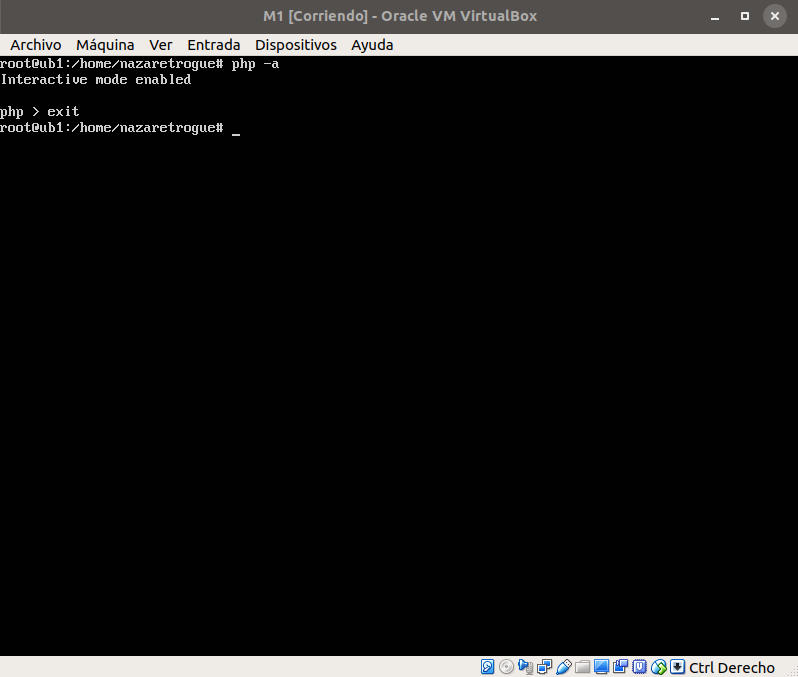 M1 [Corriendo] - Oracle VM VirtualBox
Archivo Máquina Ver Entrada Dispositivos Ayuda
root@ub1:/home/nazaretrogue# php -a
Interactive mode enabled
php > exit
root@ub1:/home/nazaretrogue# _
Ctrl Derecho